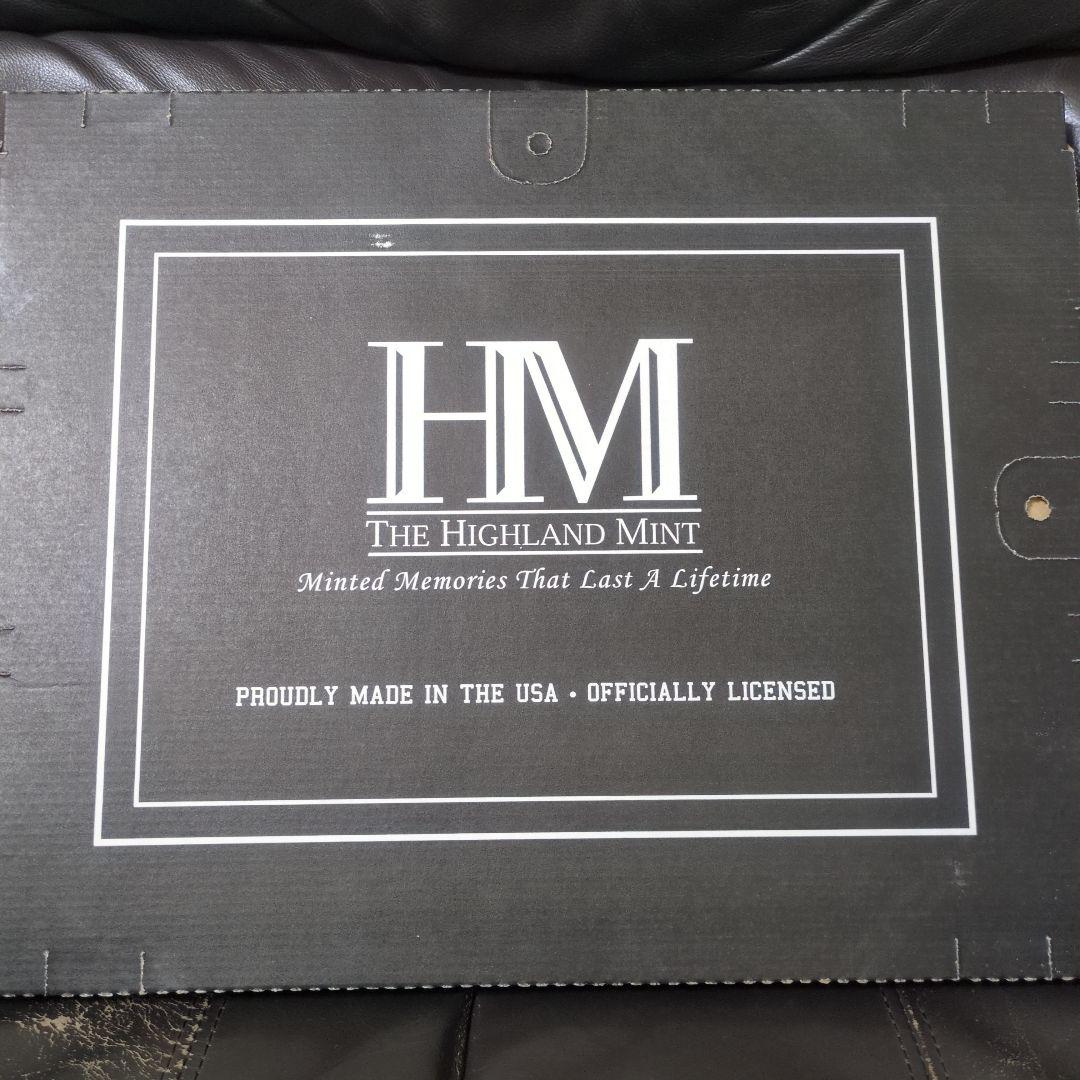 HM
THE HIGHLAND MINT
Minted Memories That Last A Lifetime
PROUDLY MADE IN THE USA • OFFICIALLY LICENSED